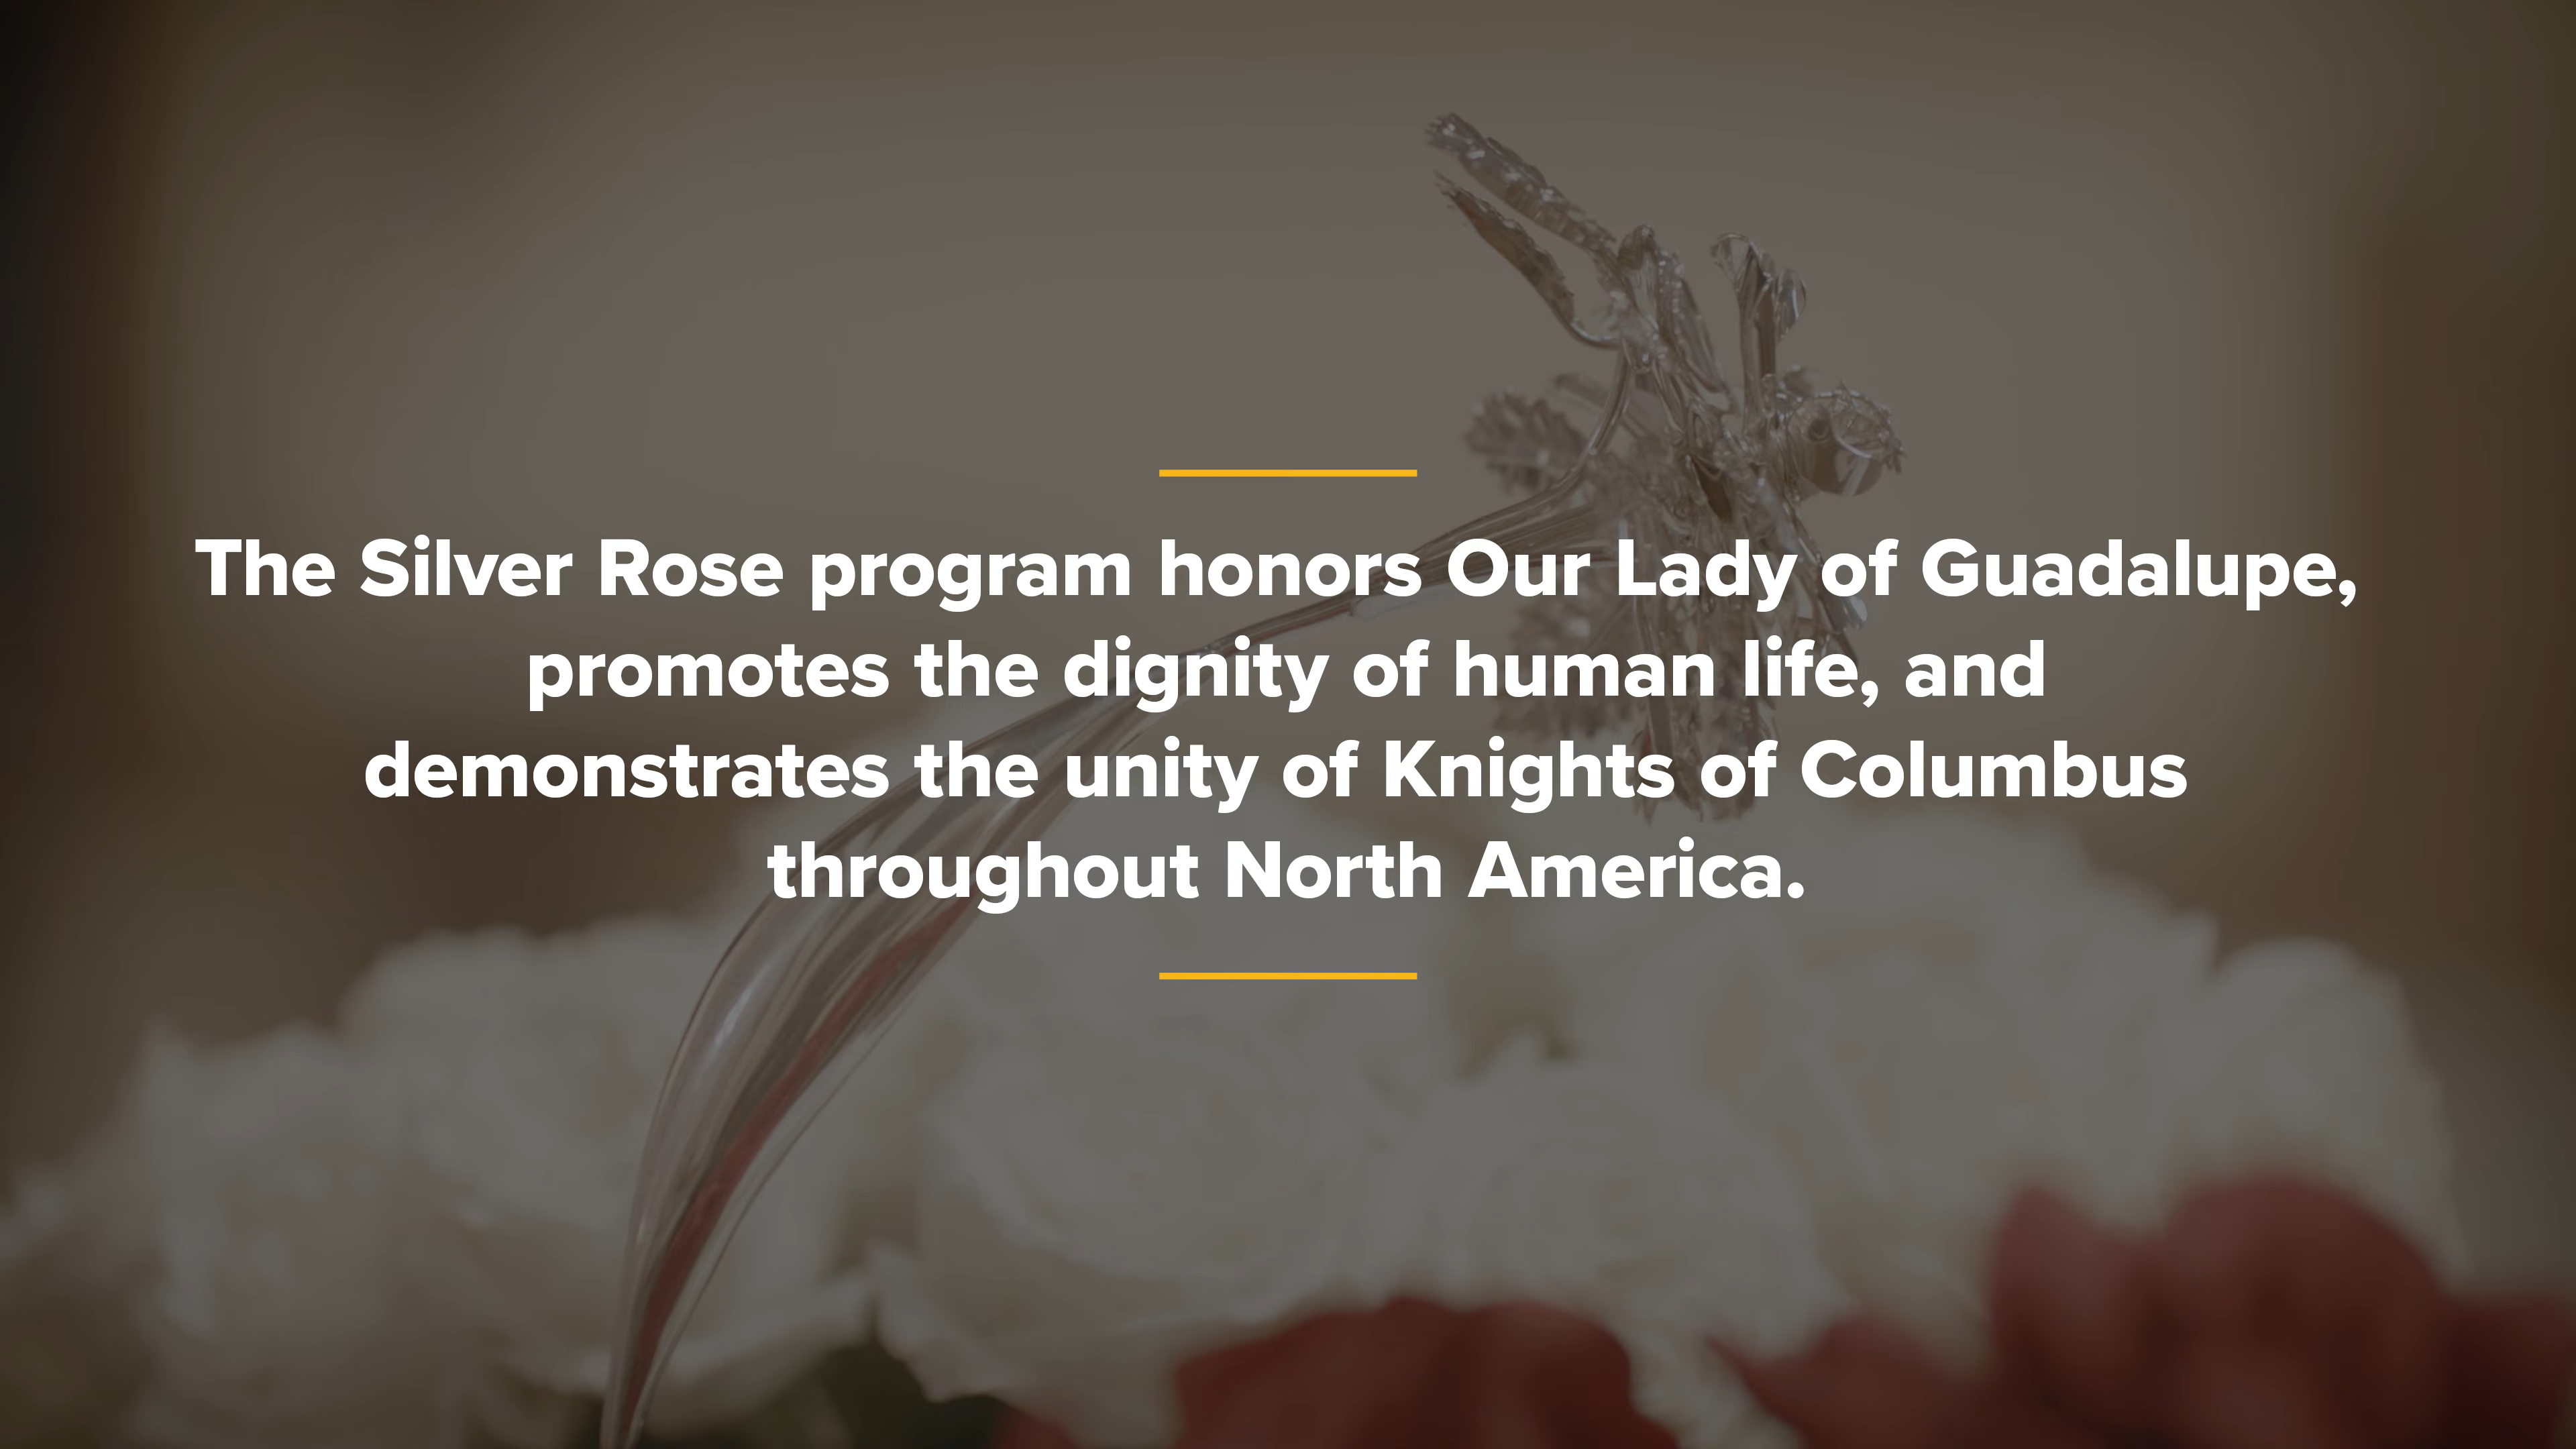 The Silver Rose program honors Our Lady of Guadalupe,
promotes the dignity of human life, and
demonstrates the unity of Knights of Columbus
throughout North America.